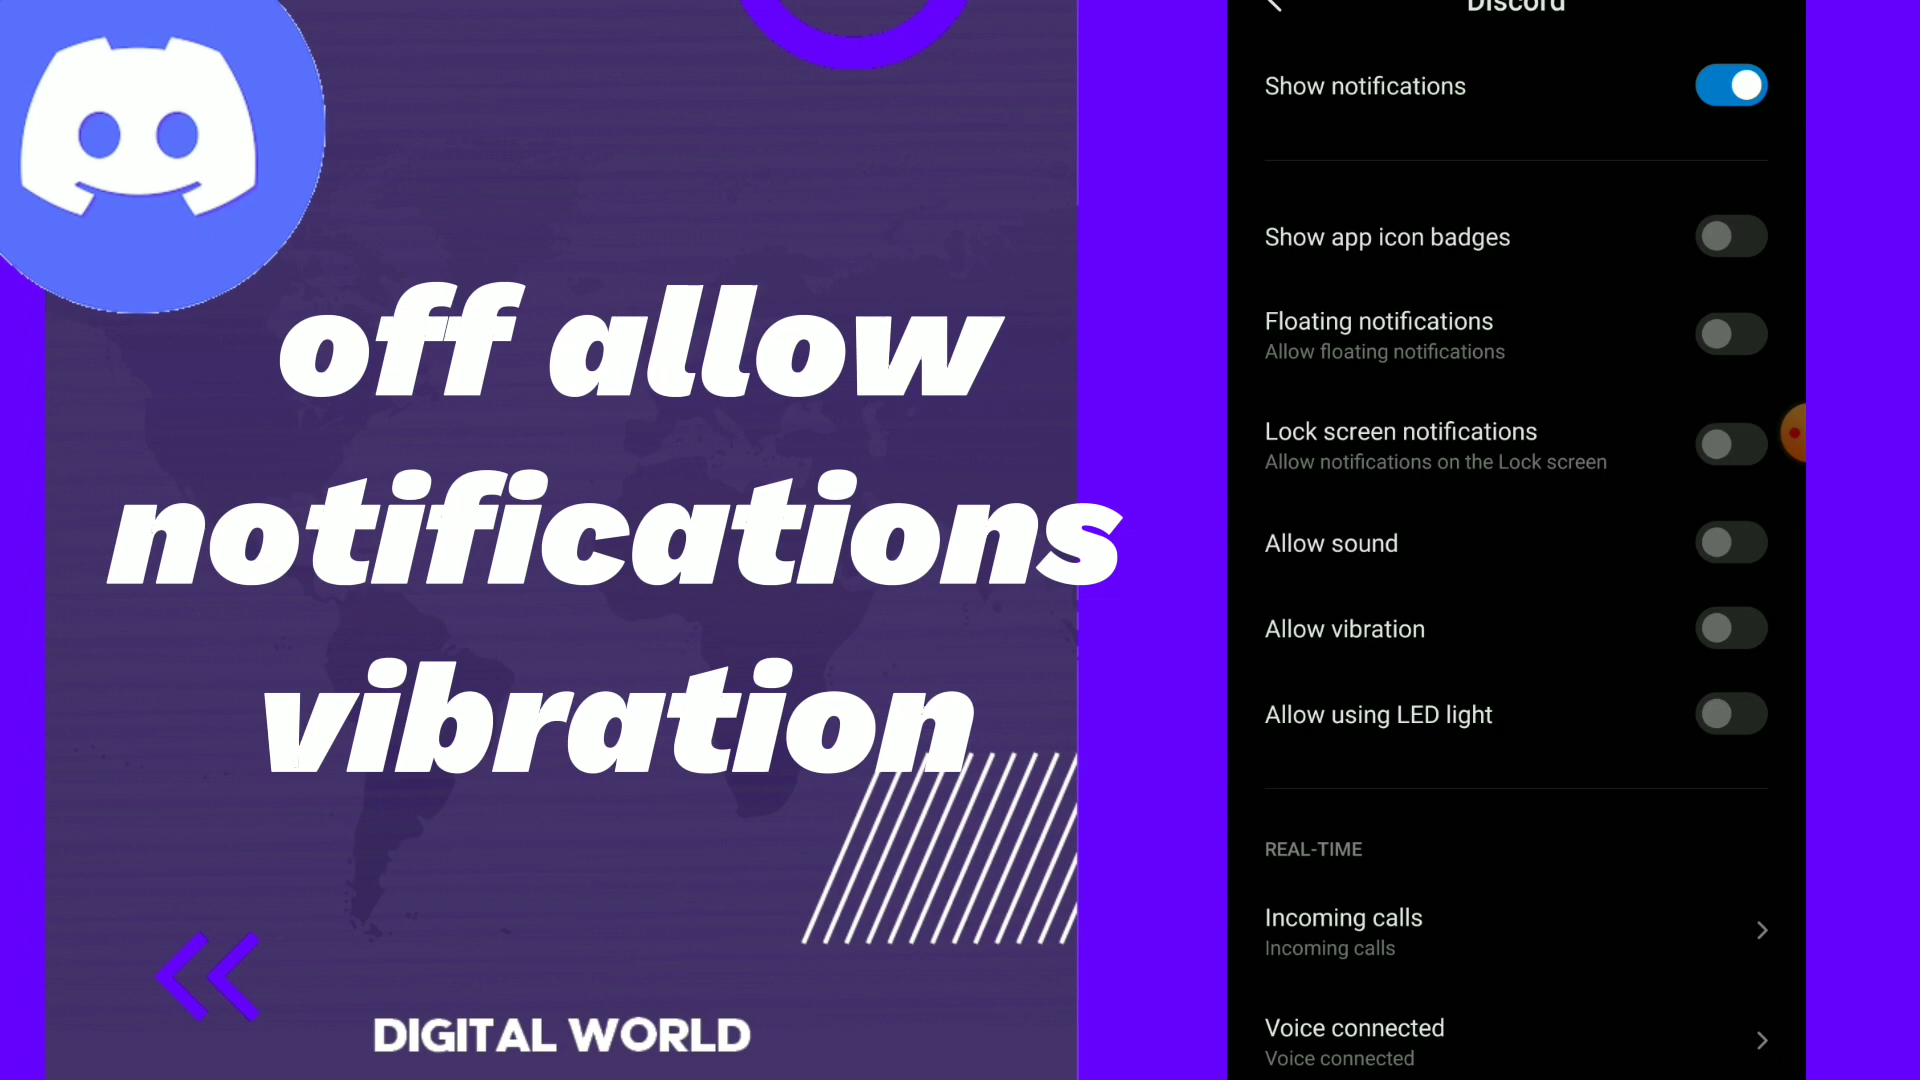 off allow
notifications
vibration
DIGITAL WORLD
Discord
Show notifications
Show app icon badges
Floating notifications
Allow floating notifications
Lock screen notifications
Allow notifications on the Lock screen
Allow sound
Allow vibration
Allow using LED light
REAL-TIME
Incoming calls
Incoming calls
Voice connected
Voice connected